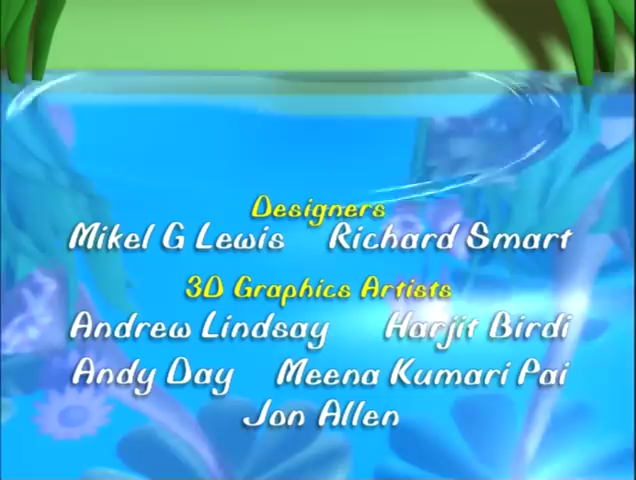 Designers
Mikel G Lewis Richard Smart
3D Graphics Artists
Andrew Lindsay Harjit Birdi
Andy Day Meena Kumari Pai
Jon Allen